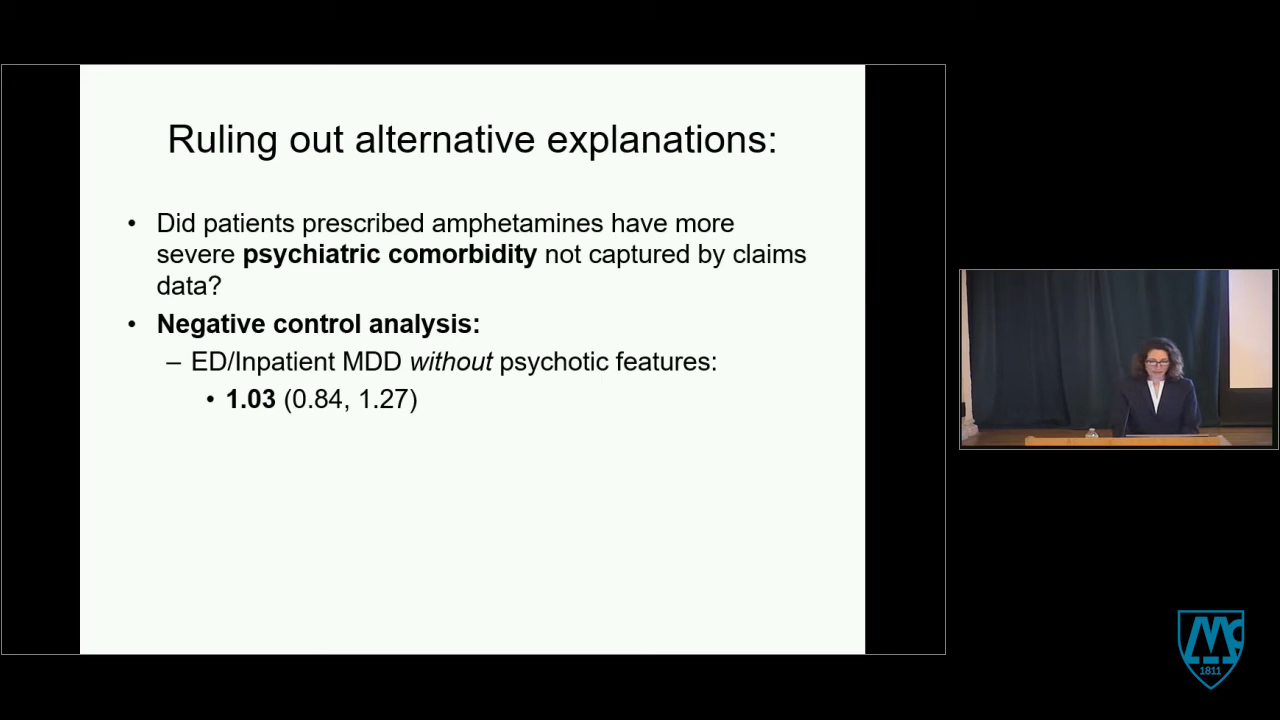 Ruling out alternative explanations:
• Did patients prescribed amphetamines have more
severe psychiatric comorbidity not captured by claims
data?
• Negative control analysis:
– ED/Inpatient MDD without psychotic features:
• 1.03 (0.84, 1.27)
Mc
1811